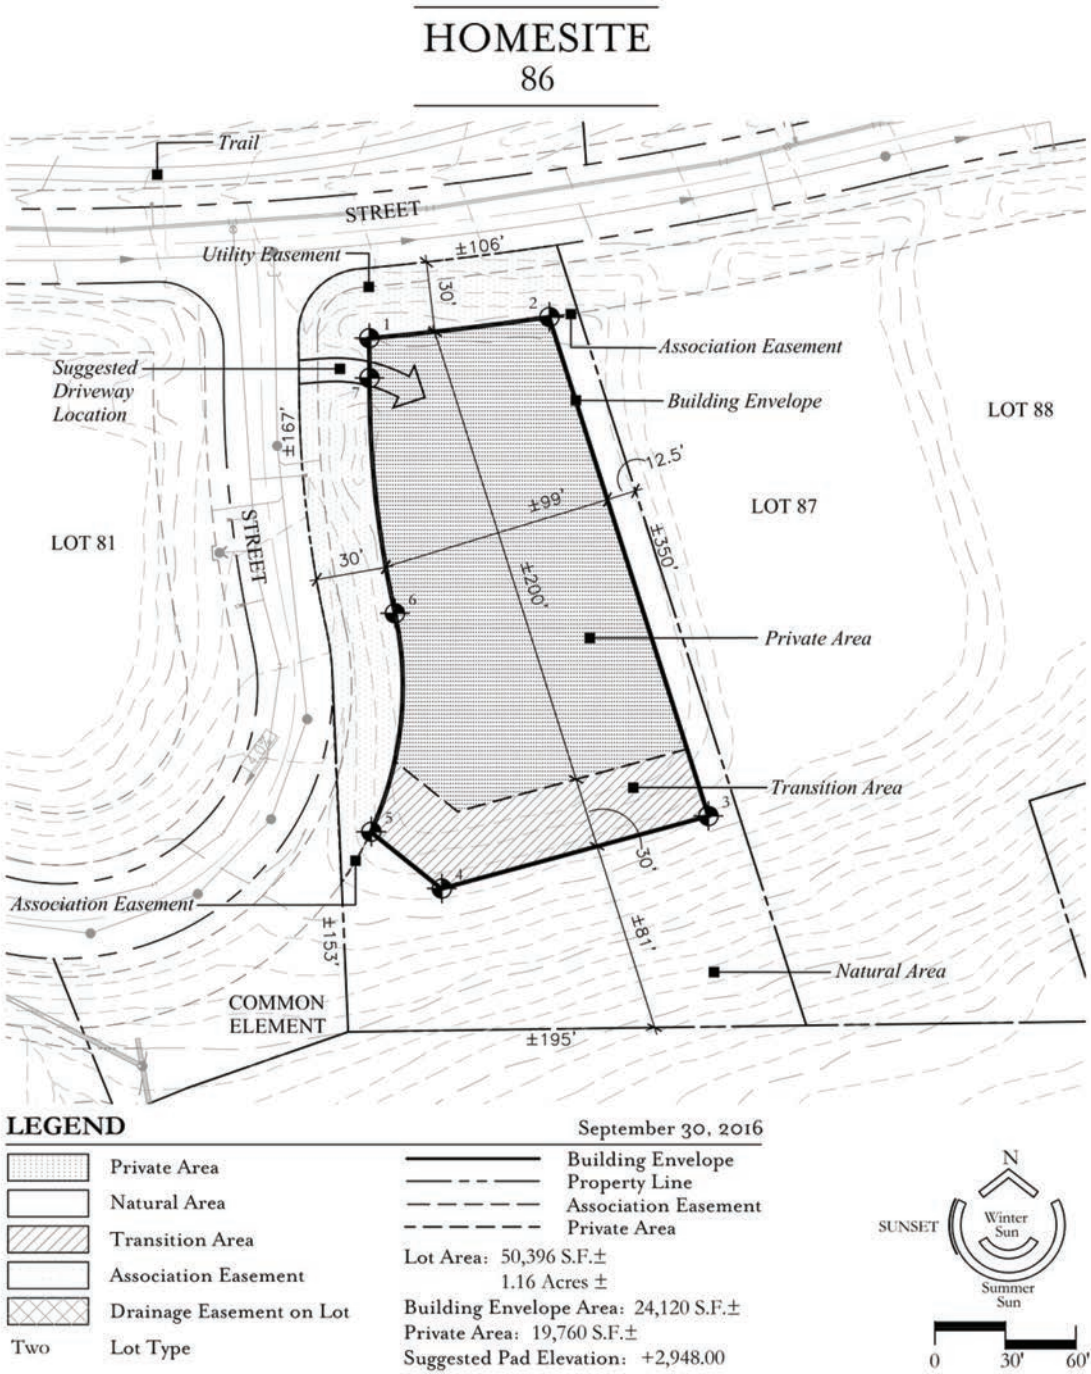 HOMESITE
86
Trail
STREET
Utility Easement
±106'
30'
1
2
Association Easement
Suggested
Driveway
Location
7
Building Envelope
LOT 88
±167'
12.5'
±99'
LOT 87
LOT 81
STREET
30'
±350'
±200'
6
Private Area
4.0%
Transition Area
3
5
30'
4
Association Easement
±153'
±81'
Natural Area
COMMON
ELEMENT
±195'
LEGEND
September 30, 2016
Private Area
Natural Area
Transition Area
Association Easement
Drainage Easement on Lot
Two Lot Type
Building Envelope
Property Line
Association Easement
Private Area
Lot Area: 50,396 S.F.±
1.16 Acres ±
Building Envelope Area: 24,120 S.F.±
Private Area: 19,760 S.F.±
Suggested Pad Elevation: +2,948.00
N
SUNSET
Winter
Sun
Summer
Sun
0 30' 60'